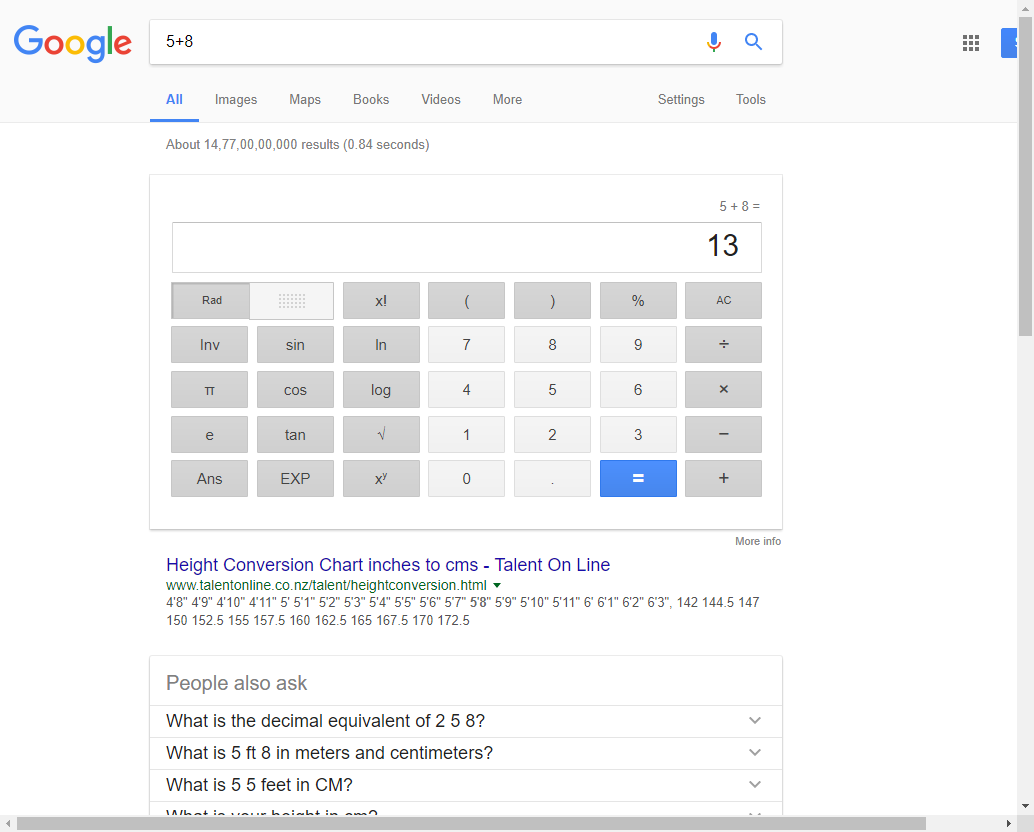 Google
5+8
All Images Maps Books Videos More Settings Tools
About 14,77,00,00,000 results (0.84 seconds)
5 + 8 =
13
Rad x! ( ) % AC
Inv sin ln 7 8 9 ÷
π cos log 4 5 6 ×
e tan √ 1 2 3 −
Ans EXP xʸ 0 . = +
More info
Height Conversion Chart inches to cms - Talent On Line
www.talentonline.co.nz/talent/heightconversion.html
4'8" 4'9" 4'10" 4'11" 5' 5'1" 5'2" 5'3" 5'4" 5'5" 5'6" 5'7" 5'8" 5'9" 5'10" 5'11" 6' 6'1" 6'2" 6'3", 142 144.5 147
150 152.5 155 157.5 160 162.5 165 167.5 170 172.5
People also ask
What is the decimal equivalent of 2 5 8?
What is 5 ft 8 in meters and centimeters?
What is 5 5 feet in CM?
What is your height in cm?